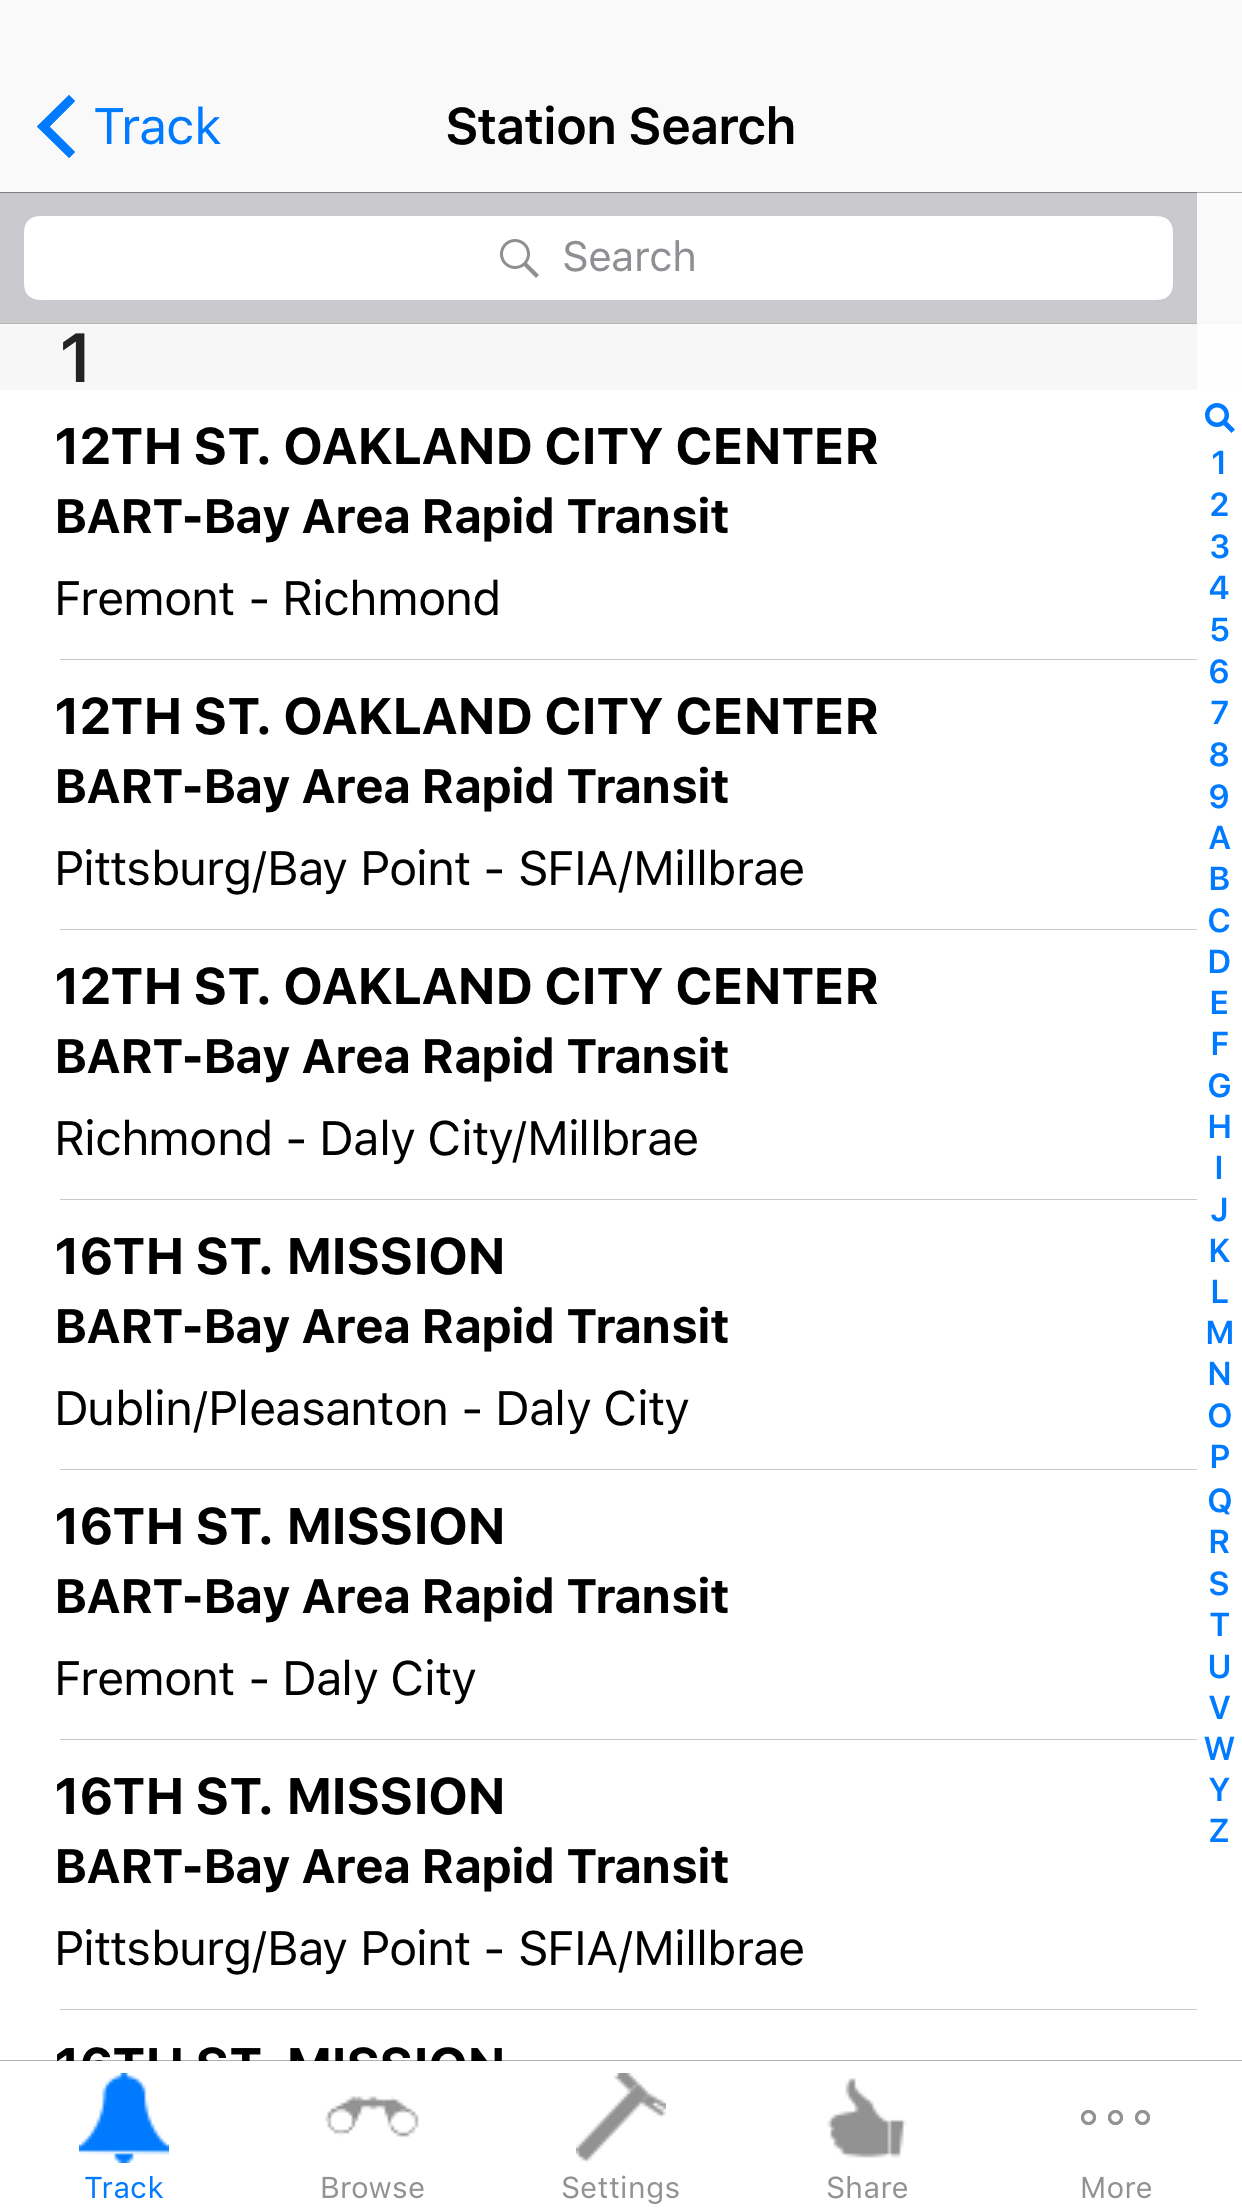 Track
Station Search
Search
1
12TH ST. OAKLAND CITY CENTER
BART-Bay Area Rapid Transit
Fremont - Richmond
12TH ST. OAKLAND CITY CENTER
BART-Bay Area Rapid Transit
Pittsburg/Bay Point - SFIA/Millbrae
12TH ST. OAKLAND CITY CENTER
BART-Bay Area Rapid Transit
Richmond - Daly City/Millbrae
16TH ST. MISSION
BART-Bay Area Rapid Transit
Dublin/Pleasanton - Daly City
16TH ST. MISSION
BART-Bay Area Rapid Transit
Fremont - Daly City
16TH ST. MISSION
BART-Bay Area Rapid Transit
Pittsburg/Bay Point - SFIA/Millbrae
16TH ST. MISSION
1
2
3
4
5
6
7
8
9
A
B
C
D
E
F
G
H
I
J
K
L
M
N
O
P
Q
R
S
T
U
V
W
Y
Z
Track
Browse
Settings
Share
More